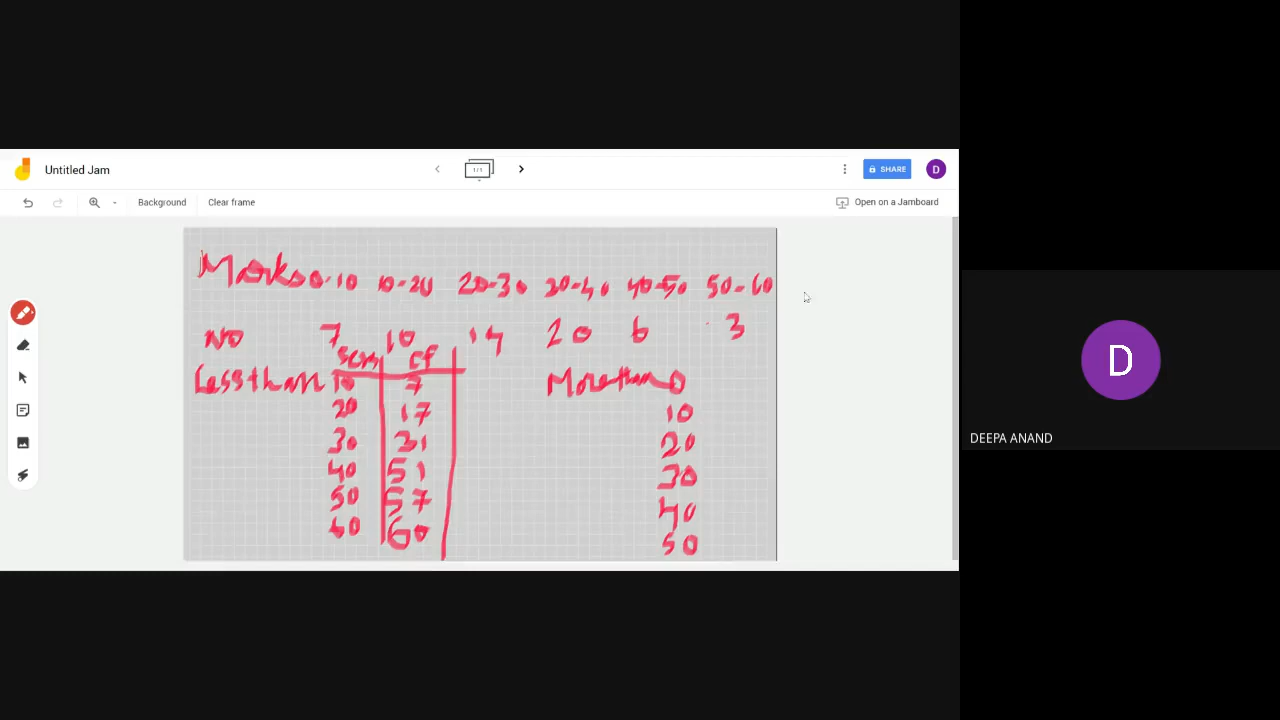 Untitled Jam
1/1
D
SHARE
Background
Clear frame
Open on a Jamboard
Marks 0-10 10-20 20-30 30-40 40-50 50-60
NO 7 10 14 20 6 3
CF
Less than 10 7 More than 0
20 17 10
30 31 20
40 51 30
50 57 40
60 60 50
D
DEEPA ANAND